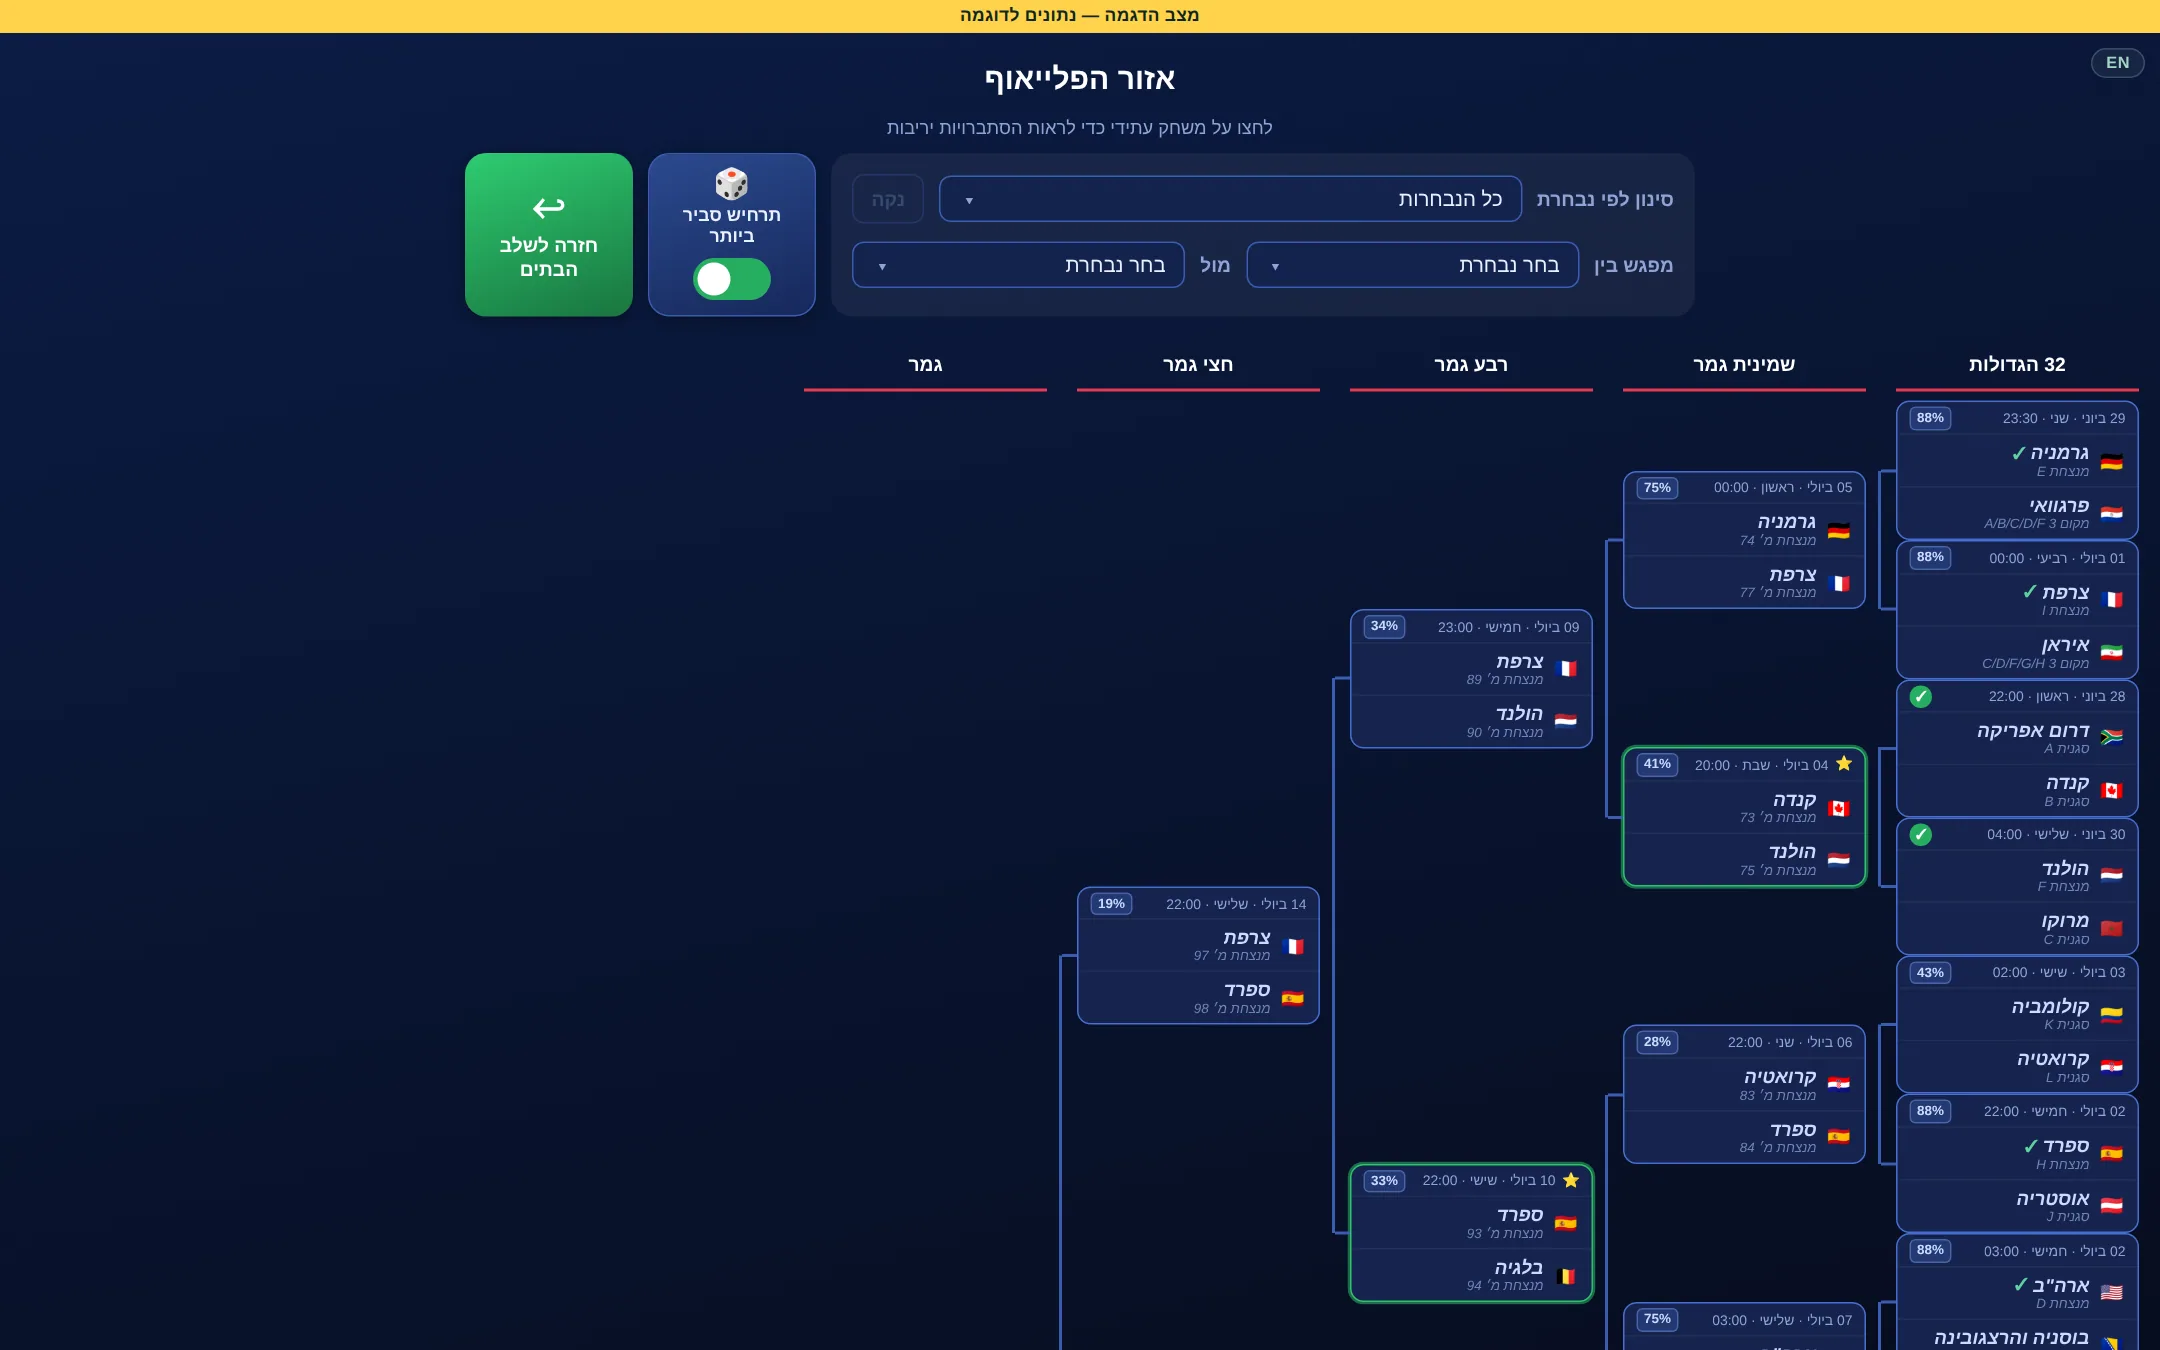 מצב הדגמה — נתונים לדוגמה
EN
אזור הפלייאוף
לחצו על משחק עתידי כדי לראות הסתברויות יריבות
סינון לפי נבחרת
כל הנבחרות
נקה
מפגש בין
בחר נבחרת
מול
בחר נבחרת
תרחיש סביר
ביותר
חזרה לשלב
הבתים
32 הגדולות
שמינית גמר
רבע גמר
חצי גמר
גמר
29 ביוני · שני · 23:30 88%
גרמניה ✓
מנצחת E
פרגוואי
מקום 3 A/B/C/D/F
01 ביולי · רביעי · 00:00 88%
צרפת ✓
מנצחת I
איראן
מקום 3 C/D/F/G/H
28 ביוני · ראשון · 22:00 ✓
דרום אפריקה
סגנית A
קנדה
סגנית B
30 ביוני · שלישי · 04:00 ✓
הולנד
מנצחת F
מרוקו
סגנית C
03 ביולי · שישי · 02:00 43%
קולומביה
סגנית K
קרואטיה
סגנית L
02 ביולי · חמישי · 22:00 88%
ספרד ✓
מנצחת H
אוסטריה
סגנית J
02 ביולי · חמישי · 03:00 88%
ארה"ב ✓
מנצחת D
בוסניה והרצגובינה
05 ביולי · ראשון · 00:00 75%
גרמניה
מנצחת מ׳ 74
צרפת
מנצחת מ׳ 77
04 ביולי · שבת · 20:00 41%
קנדה
מנצחת מ׳ 73
הולנד
מנצחת מ׳ 75
06 ביולי · שני · 22:00 28%
קרואטיה
מנצחת מ׳ 83
ספרד
מנצחת מ׳ 84
07 ביולי · שלישי · 03:00 75%
09 ביולי · חמישי · 23:00 34%
צרפת
מנצחת מ׳ 89
הולנד
מנצחת מ׳ 90
10 ביולי · שישי · 22:00 33%
ספרד
מנצחת מ׳ 93
בלגיה
מנצחת מ׳ 94
14 ביולי · שלישי · 22:00 19%
צרפת
מנצחת מ׳ 97
ספרד
מנצחת מ׳ 98